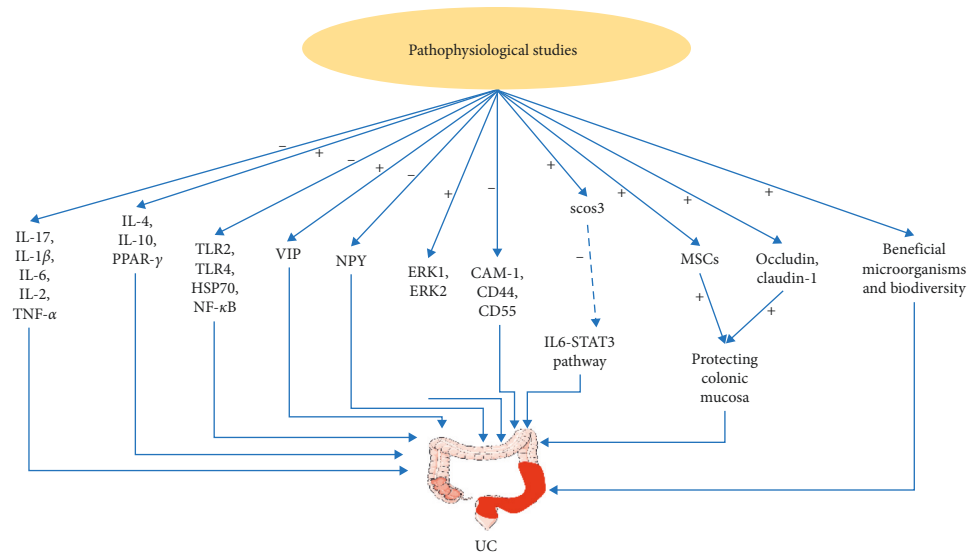 Pathophysiological studies
−
+
−
+
−
+
−
+
+
+
+
IL-17,
IL-1β,
IL-6,
IL-2,
TNF-α
IL-4,
IL-10,
PPAR-γ
TLR2,
TLR4,
HSP70,
NF-κB
VIP
NPY
ERK1,
ERK2
CAM-1,
CD44,
CD55
scos3
−
IL6-STAT3
pathway
MSCs
+
Occludin,
claudin-1
+
Protecting
colonic
mucosa
Beneficial
microorganisms
and biodiversity
UC